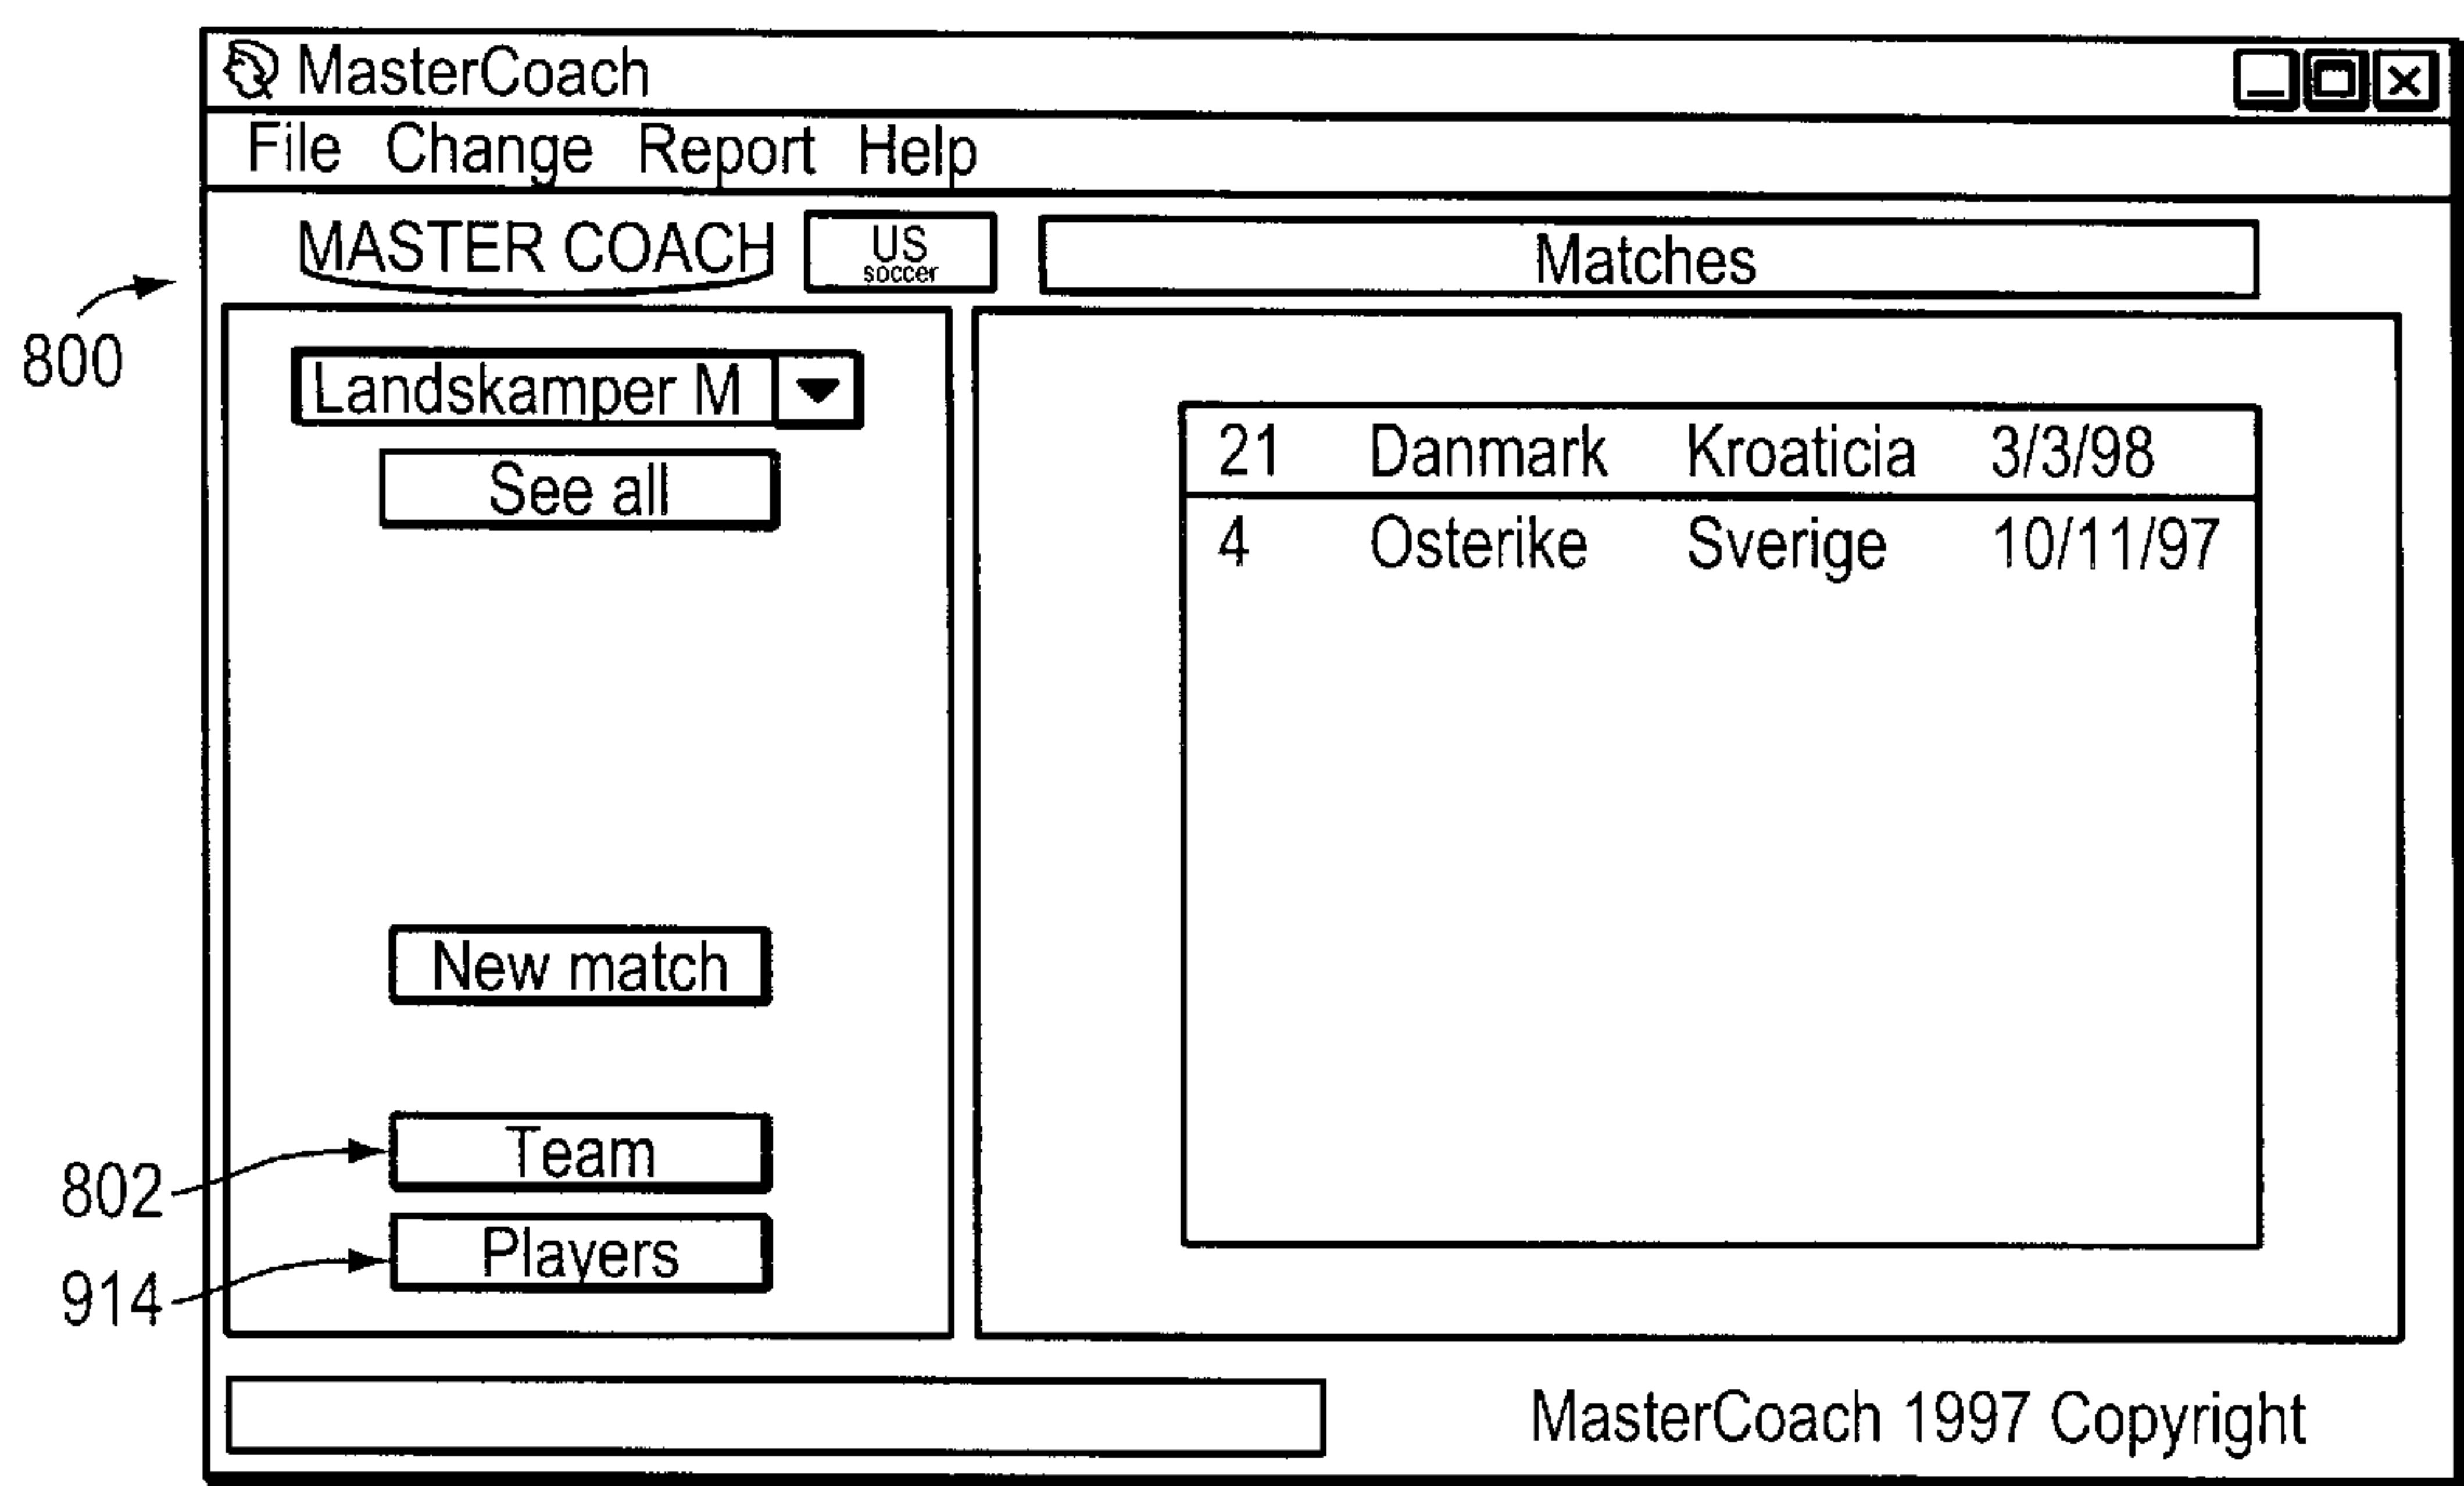 MasterCoach
File Change Report Help
MASTER COACH
US
soccer
Matches
800
Landskamper M
See all
21 Danmark Kroaticia 3/3/98
4 Osterike Sverige 10/11/97
New match
802
Team
914
Players
MasterCoach 1997 Copyright